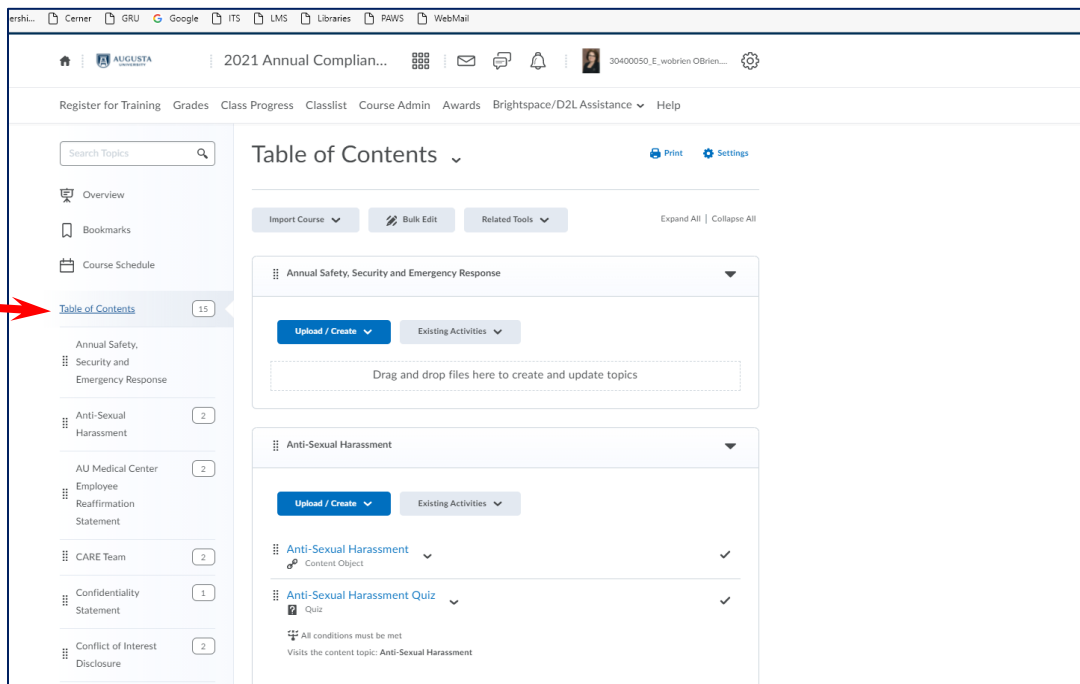 ershi... Cerner GRU Google ITS LMS Libraries PAWS WebMail
AUGUSTA
UNIVERSITY
2021 Annual Complian...
30400050_E_wobrien OBrien....
Register for Training Grades Class Progress Classlist Course Admin Awards Brightspace/D2L Assistance Help
Search Topics
Overview
Bookmarks
Course Schedule
Table of Contents 15
Annual Safety,
Security and
Emergency Response
Anti-Sexual 2
Harassment
AU Medical Center 2
Employee
Reaffirmation
Statement
CARE Team 2
Confidentiality 1
Statement
Conflict of Interest 2
Disclosure
Table of Contents
Print Settings
Import Course Bulk Edit Related Tools Expand All | Collapse All
Annual Safety, Security and Emergency Response
Upload / Create Existing Activities
Drag and drop files here to create and update topics
Anti-Sexual Harassment
Upload / Create Existing Activities
Anti-Sexual Harassment
Content Object
Anti-Sexual Harassment Quiz
Quiz
All conditions must be met
Visits the content topic: Anti-Sexual Harassment